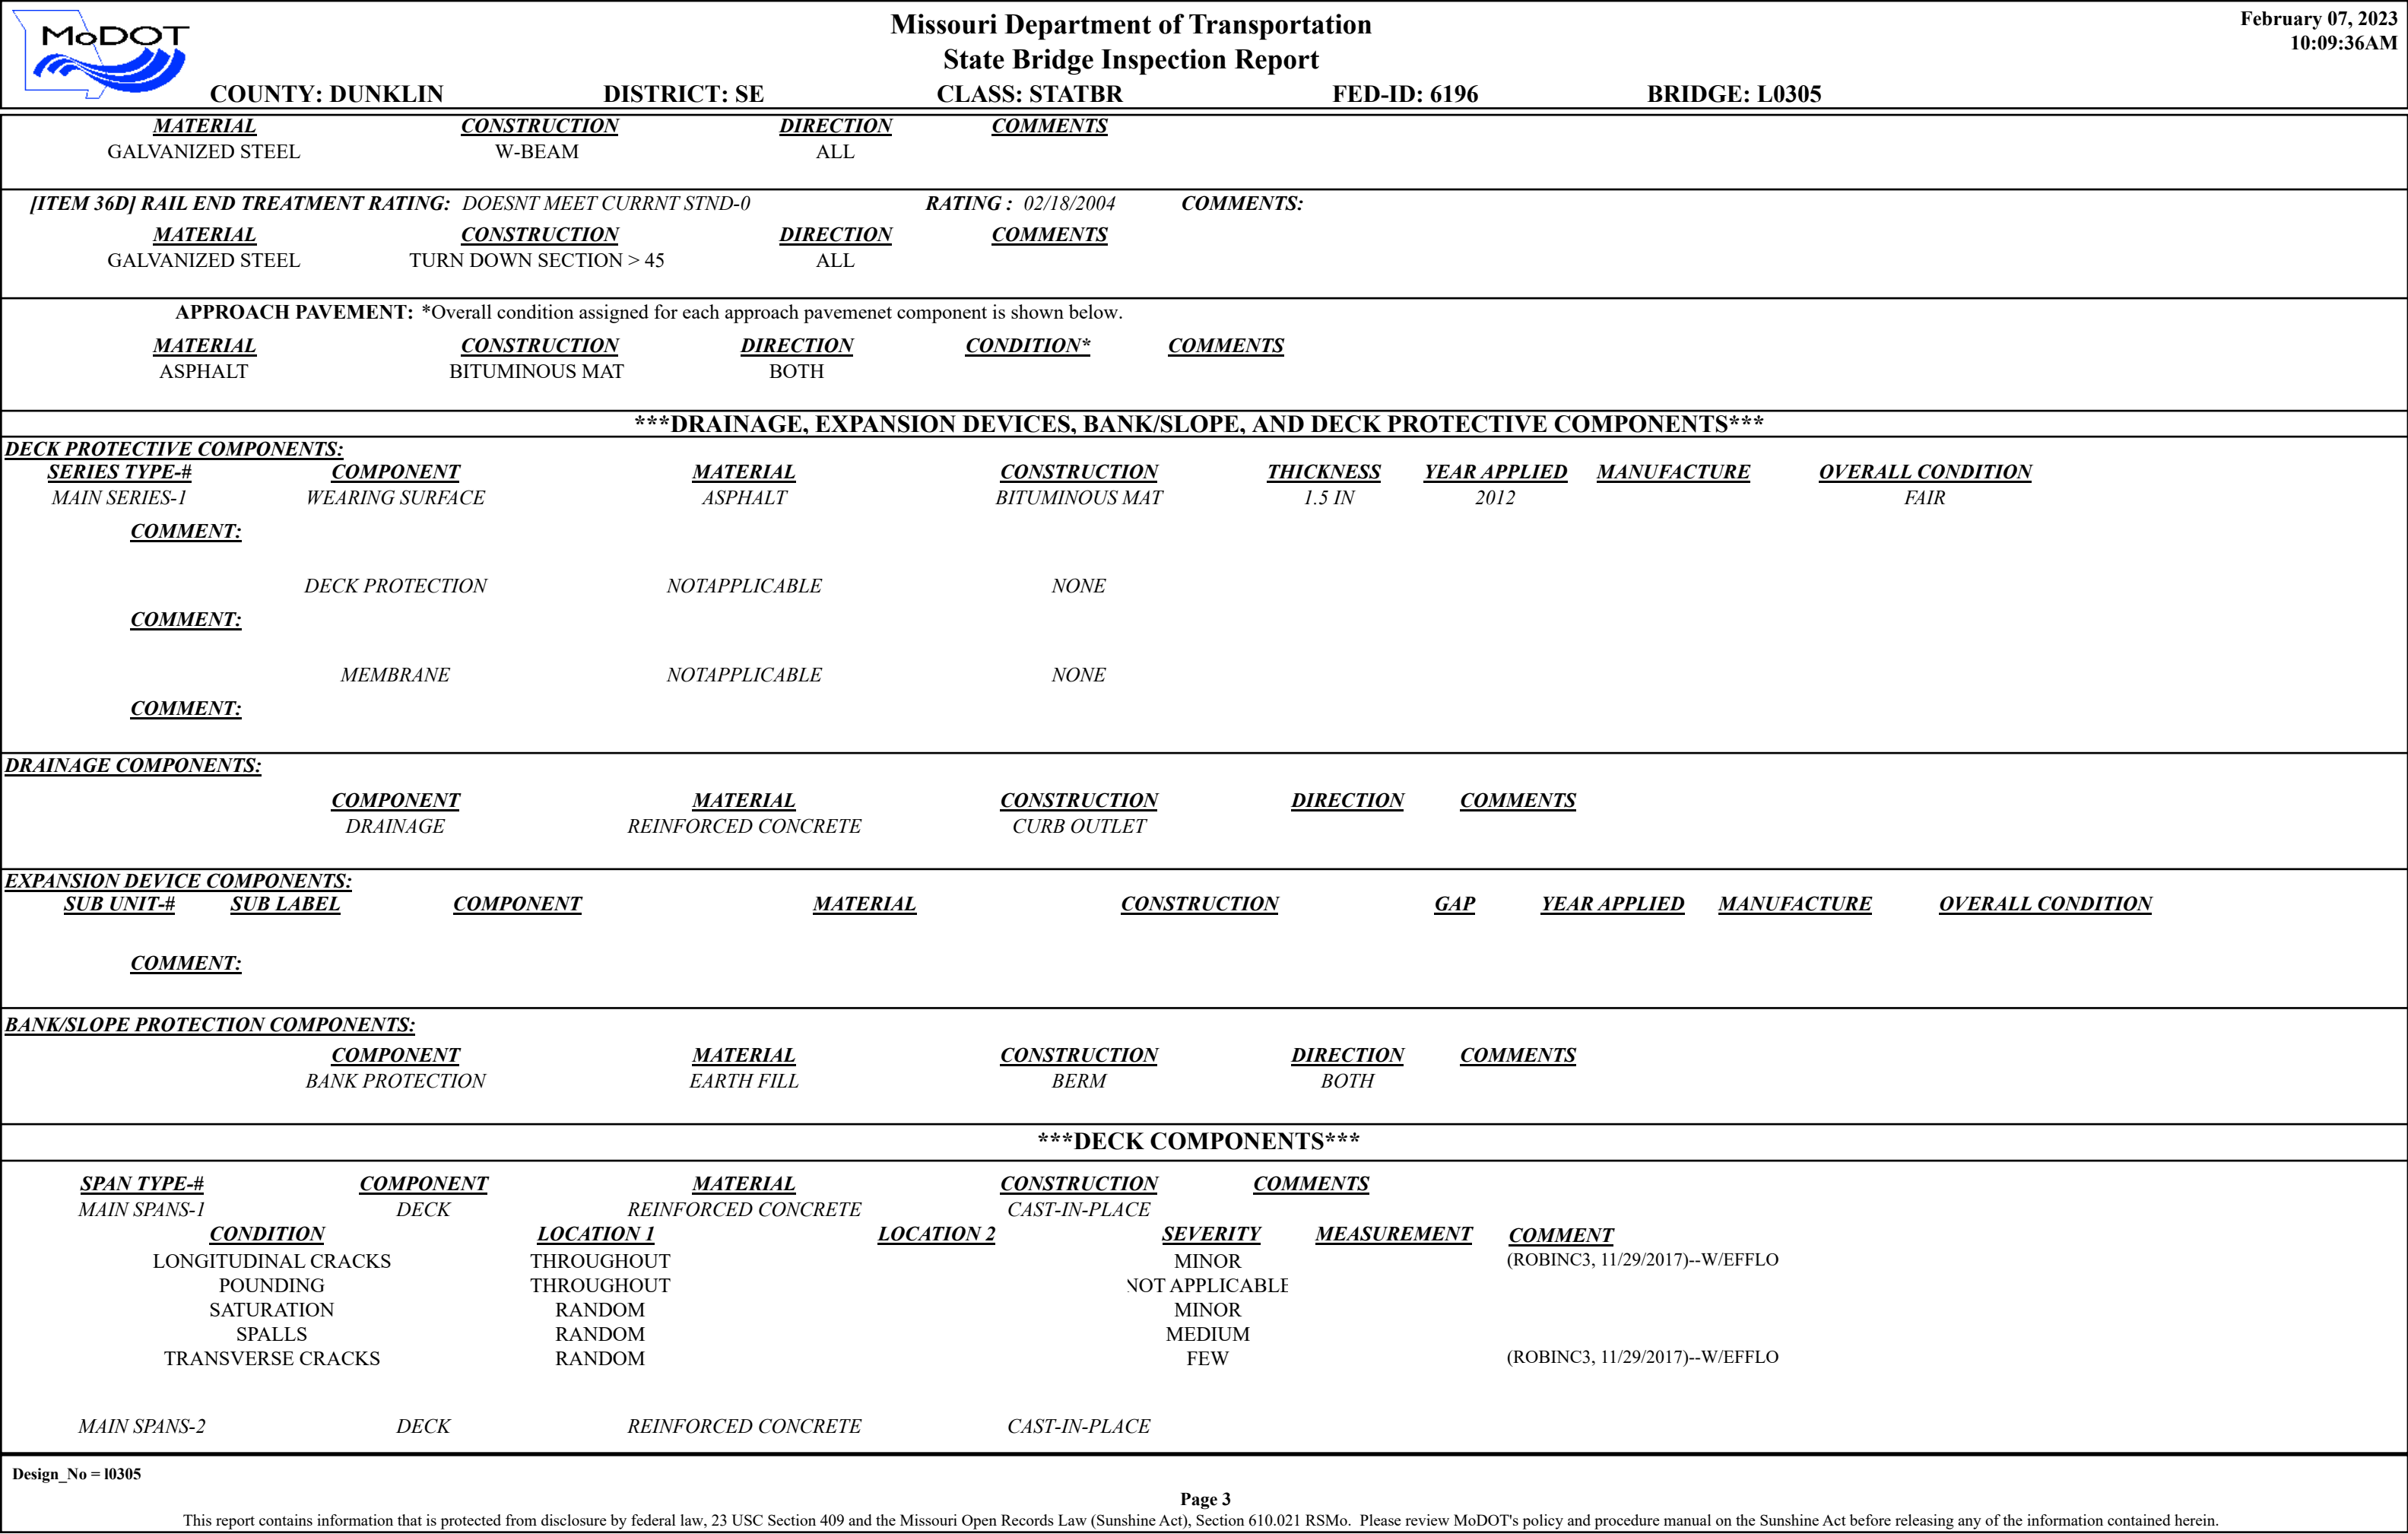 MoDOT
Missouri Department of Transportation
State Bridge Inspection Report
February 07, 2023
10:09:36AM
COUNTY: DUNKLIN DISTRICT: SE CLASS: STATBR FED-ID: 6196 BRIDGE: L0305
MATERIAL CONSTRUCTION DIRECTION COMMENTS
GALVANIZED STEEL W-BEAM ALL
[ITEM 36D] RAIL END TREATMENT RATING: DOESNT MEET CURRNT STND-0 RATING : 02/18/2004 COMMENTS:
MATERIAL CONSTRUCTION DIRECTION COMMENTS
GALVANIZED STEEL TURN DOWN SECTION > 45 ALL
APPROACH PAVEMENT: *Overall condition assigned for each approach pavemenet component is shown below.
MATERIAL CONSTRUCTION DIRECTION CONDITION* COMMENTS
ASPHALT BITUMINOUS MAT BOTH
***DRAINAGE, EXPANSION DEVICES, BANK/SLOPE, AND DECK PROTECTIVE COMPONENTS***
DECK PROTECTIVE COMPONENTS:
SERIES TYPE-# COMPONENT MATERIAL CONSTRUCTION THICKNESS YEAR APPLIED MANUFACTURE OVERALL CONDITION
MAIN SERIES-1 WEARING SURFACE ASPHALT BITUMINOUS MAT 1.5 IN 2012 FAIR
COMMENT:
DECK PROTECTION NOTAPPLICABLE NONE
COMMENT:
MEMBRANE NOTAPPLICABLE NONE
COMMENT:
DRAINAGE COMPONENTS:
COMPONENT MATERIAL CONSTRUCTION DIRECTION COMMENTS
DRAINAGE REINFORCED CONCRETE CURB OUTLET
EXPANSION DEVICE COMPONENTS:
SUB UNIT-# SUB LABEL COMPONENT MATERIAL CONSTRUCTION GAP YEAR APPLIED MANUFACTURE OVERALL CONDITION
COMMENT:
BANK/SLOPE PROTECTION COMPONENTS:
COMPONENT MATERIAL CONSTRUCTION DIRECTION COMMENTS
BANK PROTECTION EARTH FILL BERM BOTH
***DECK COMPONENTS***
SPAN TYPE-# COMPONENT MATERIAL CONSTRUCTION COMMENTS
MAIN SPANS-1 DECK REINFORCED CONCRETE CAST-IN-PLACE
CONDITION LOCATION 1 LOCATION 2 SEVERITY MEASUREMENT COMMENT
LONGITUDINAL CRACKS THROUGHOUT MINOR (ROBINC3, 11/29/2017)--W/EFFLO
POUNDING THROUGHOUT NOT APPLICABLE
SATURATION RANDOM MINOR
SPALLS RANDOM MEDIUM
TRANSVERSE CRACKS RANDOM FEW (ROBINC3, 11/29/2017)--W/EFFLO
MAIN SPANS-2 DECK REINFORCED CONCRETE CAST-IN-PLACE
Design_No = l0305
Page 3
This report contains information that is protected from disclosure by federal law, 23 USC Section 409 and the Missouri Open Records Law (Sunshine Act), Section 610.021 RSMo. Please review MoDOT's policy and procedure manual on the Sunshine Act before releasing any of the information contained herein.